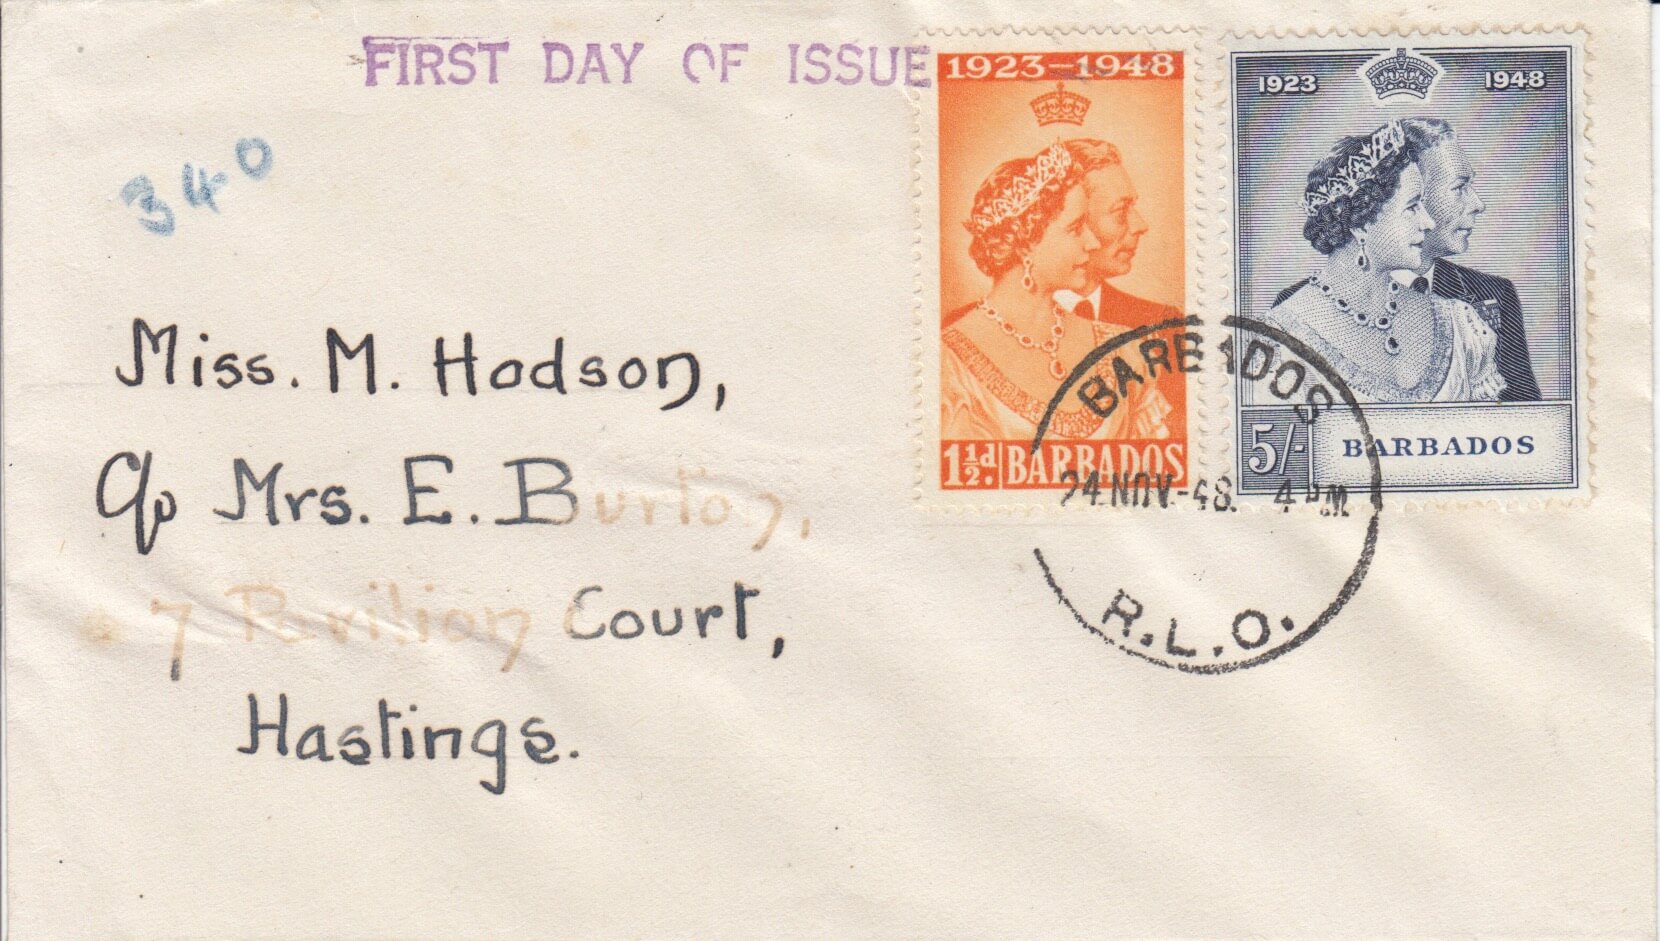 FIRST DAY OF ISSUE
1923-1948
1923 1948
340
Miss. M. Hodson,
c/o Mrs. E. Burton,
7 Pavilion Court,
Hastings.
1½d. BARBADOS
5/- BARBADOS
BARBADOS
24 NOV.-48. 4 PM
R.L.O.